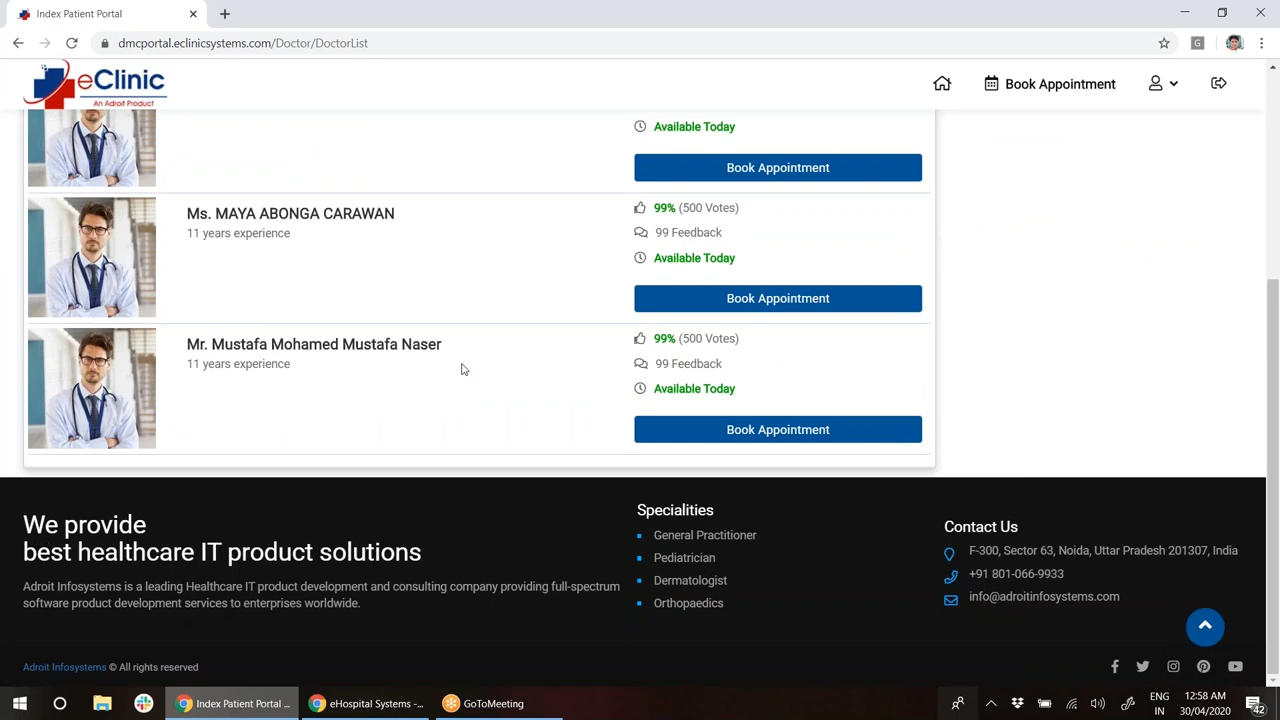 Index Patient Portal
dmcportal.eclinicsystems.com/Doctor/DoctorList
G
eClinic
An Adroit Product
Book Appointment
Available Today
Book Appointment
Ms. MAYA ABONGA CARAWAN
11 years experience
99% (500 Votes)
99 Feedback
Available Today
Book Appointment
Mr. Mustafa Mohamed Mustafa Naser
11 years experience
99% (500 Votes)
99 Feedback
Available Today
Book Appointment
We provide
best healthcare IT product solutions
Adroit Infosystems is a leading Healthcare IT product development and consulting company providing full-spectrum
software product development services to enterprises worldwide.
Specialities
General Practitioner
Pediatrician
Dermatologist
Orthopaedics
Contact Us
F-300, Sector 63, Noida, Uttar Pradesh 201307, India
+91 801-066-9933
info@adroitinfosystems.com
Adroit Infosystems © All rights reserved
Index Patient Portal ...
eHospital Systems -...
GoToMeeting
ENG
IN
12:58 AM
30/04/2020
42